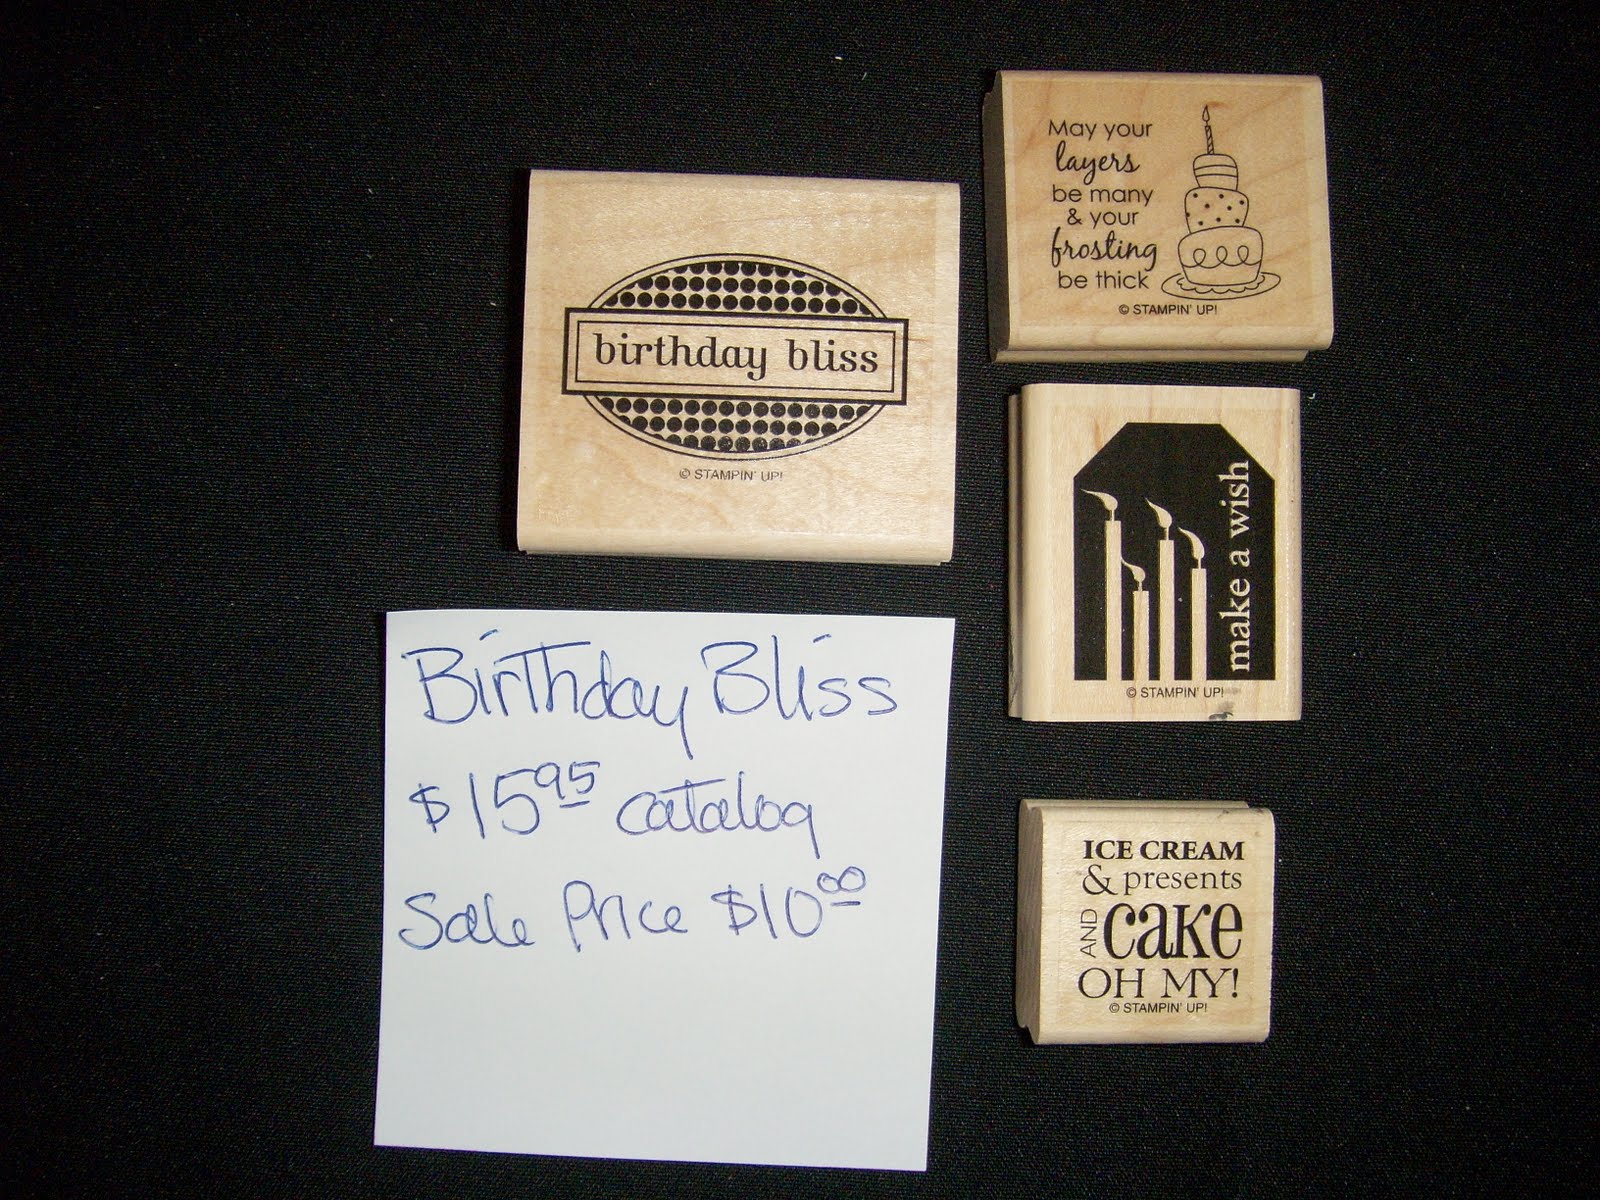 birthday bliss
© STAMPIN' UP!
May your
layers
be many
& your
frosting
be thick
© STAMPIN' UP!
make a wish
© STAMPIN' UP!
ICE CREAM
& presents
AND CAKE
OH MY!
© STAMPIN' UP!
Birthday Bliss
$15.95 catalog
Sale Price $10.00